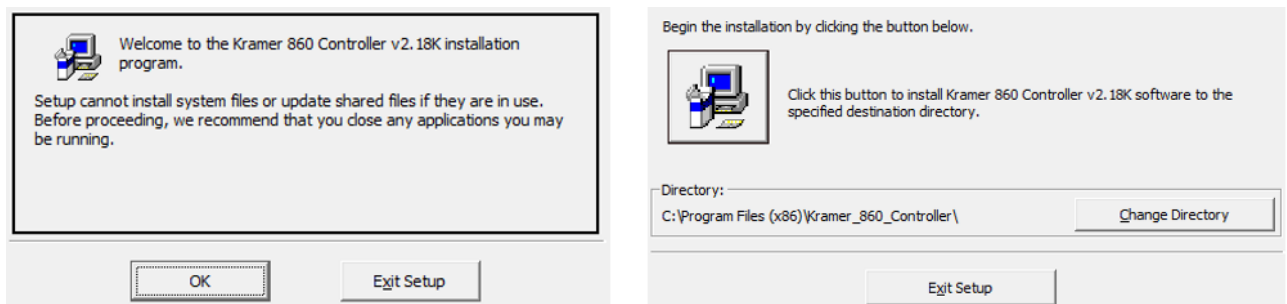 Welcome to the Kramer 860 Controller v2.18K installation
program.
Setup cannot install system files or update shared files if they are in use.
Before proceeding, we recommend that you close any applications you may
be running.
OK
Exit Setup
Begin the installation by clicking the button below.
Click this button to install Kramer 860 Controller v2.18K software to the
specified destination directory.
Directory:
C:\Program Files (x86)\Kramer_860_Controller\
Change Directory
Exit Setup